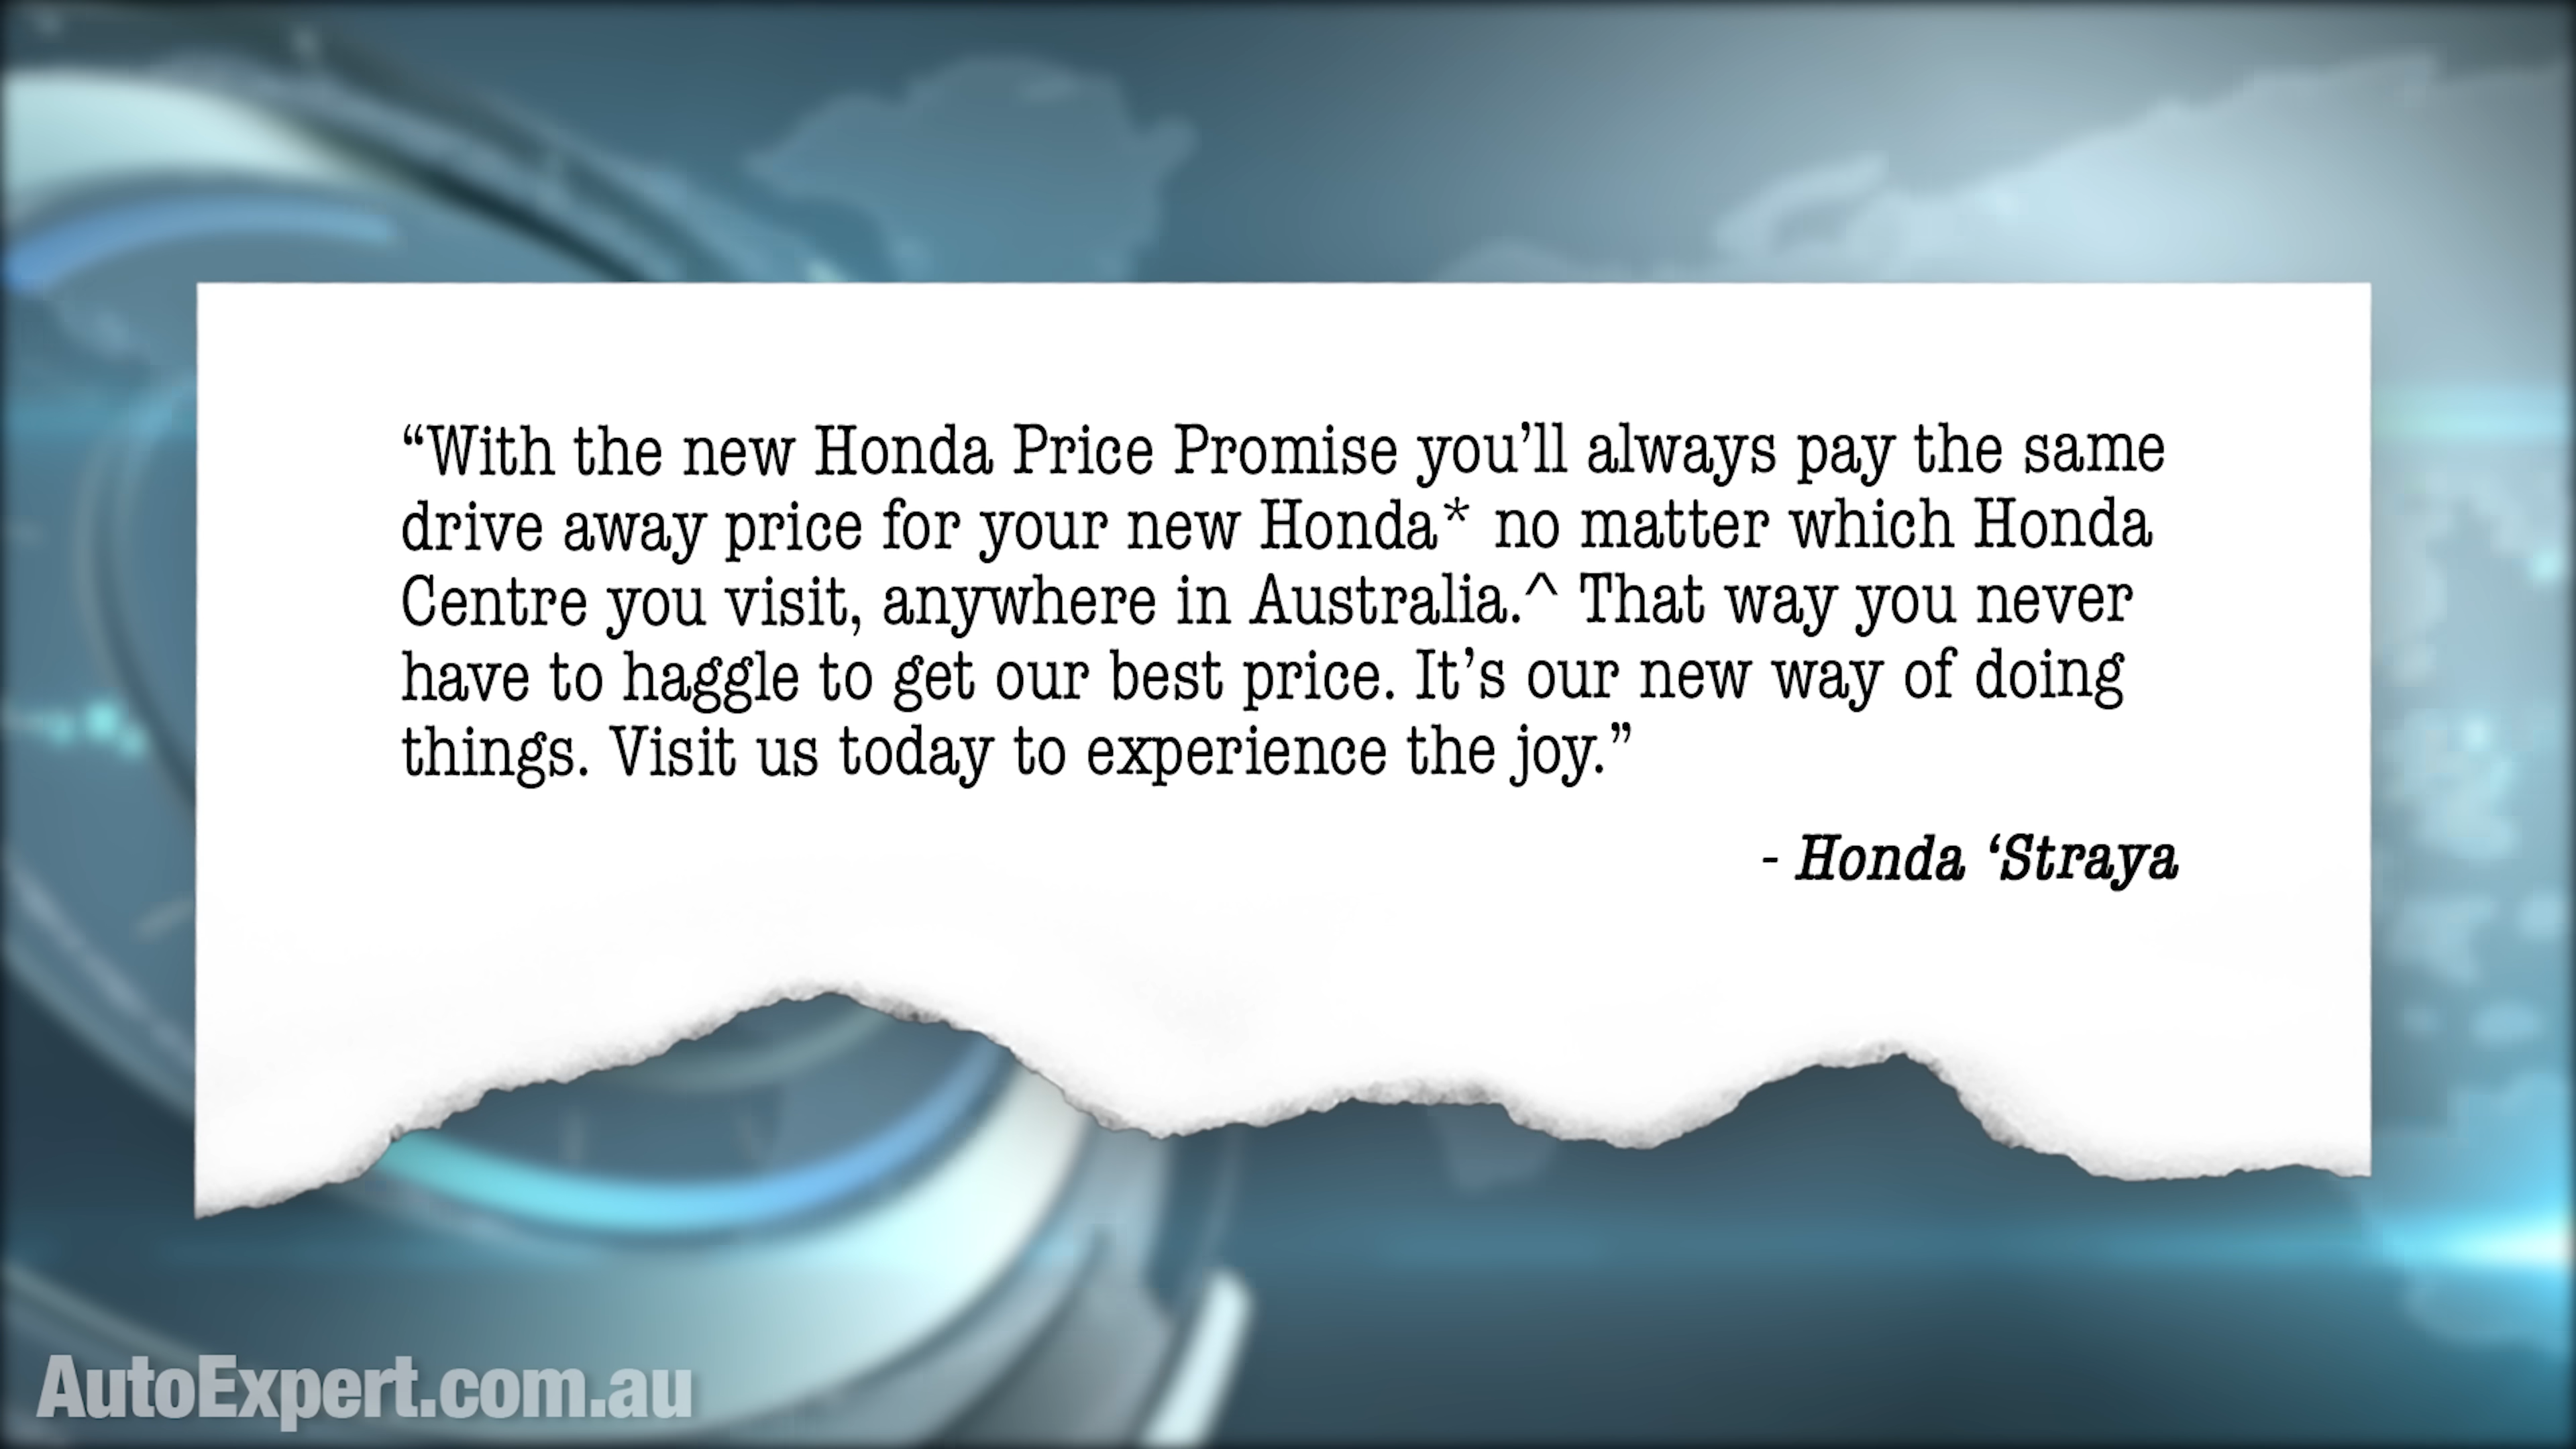 “With the new Honda Price Promise you’ll always pay the same
drive away price for your new Honda* no matter which Honda
Centre you visit, anywhere in Australia.^ That way you never
have to haggle to get our best price. It’s our new way of doing
things. Visit us today to experience the joy.”
- Honda ‘Straya
AutoExpert.com.au